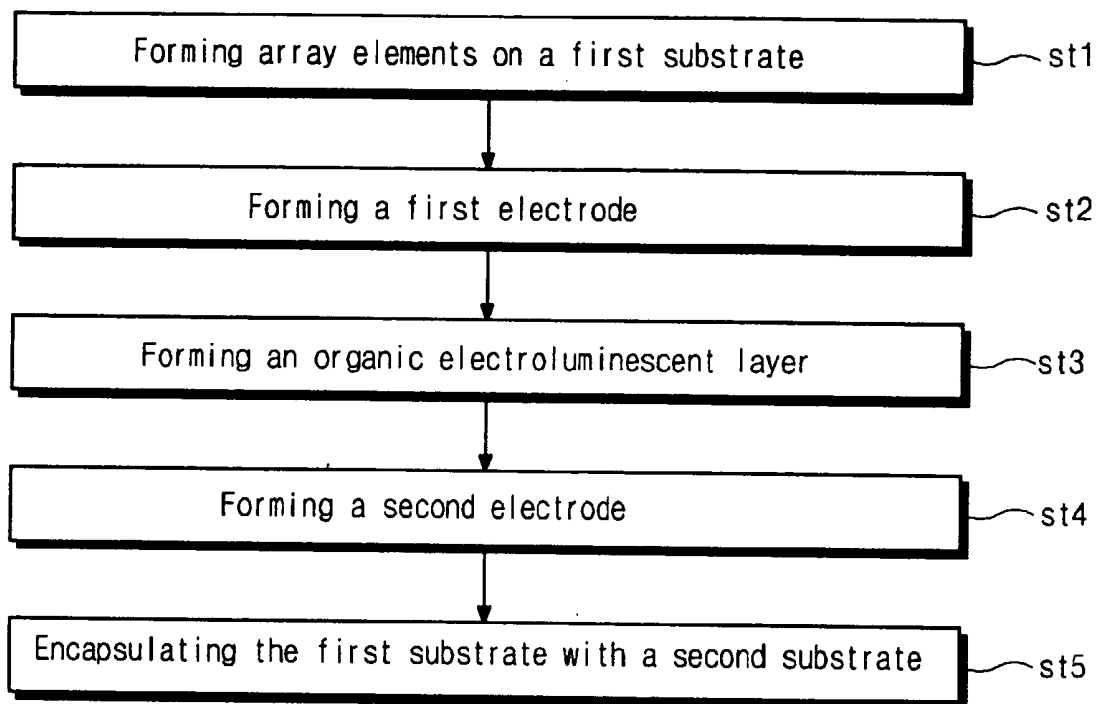 Forming array elements on a first substrate st1
Forming a first electrode st2
Forming an organic electroluminescent layer st3
Forming a second electrode st4
Encapsulating the first substrate with a second substrate st5